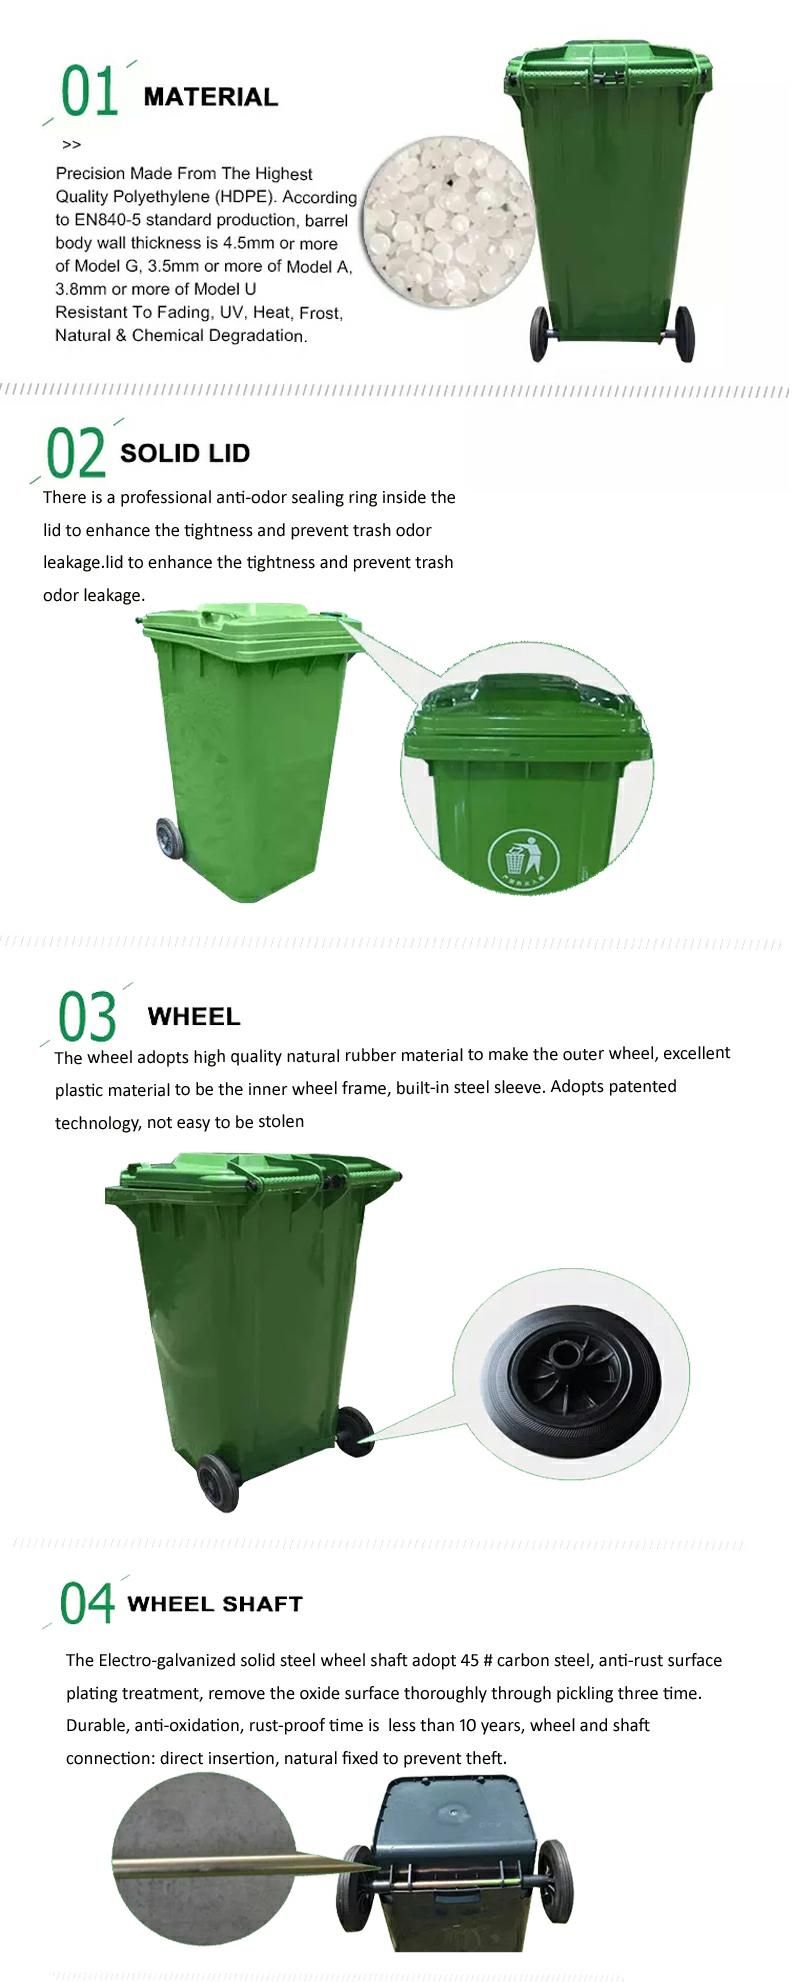 01 MATERIAL
>>
Precision Made From The Highest
Quality Polyethylene (HDPE). According
to EN840-5 standard production, barrel
body wall thickness is 4.5mm or more
of Model G, 3.5mm or more of Model A,
3.8mm or more of Model U
Resistant To Fading, UV, Heat, Frost,
Natural & Chemical Degradation.
02 SOLID LID
There is a professional anti-odor sealing ring inside the
lid to enhance the tightness and prevent trash odor
leakage.lid to enhance the tightness and prevent trash
odor leakage.
03 WHEEL
The wheel adopts high quality natural rubber material to make the outer wheel, excellent
plastic material to be the inner wheel frame, built-in steel sleeve. Adopts patented
technology, not easy to be stolen
04 WHEEL SHAFT
The Electro-galvanized solid steel wheel shaft adopt 45 # carbon steel, anti-rust surface
plating treatment, remove the oxide surface thoroughly through pickling three time.
Durable, anti-oxidation, rust-proof time is  less than 10 years, wheel and shaft
connection: direct insertion, natural fixed to prevent theft.